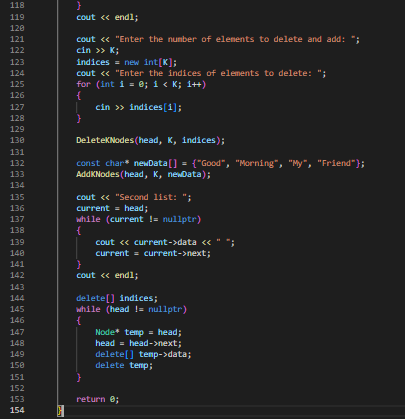 118 }
119 cout << endl;
120
121 cout << "Enter the number of elements to delete and add: ";
122 cin >> K;
123 indices = new int[K];
124 cout << "Enter the indices of elements to delete: ";
125 for (int i = 0; i < K; i++)
126 {
127 cin >> indices[i];
128 }
129
130 DeleteKNodes(head, K, indices);
131
132 const char* newData[] = {"Good", "Morning", "My", "Friend"};
133 AddKNodes(head, K, newData);
134
135 cout << "Second list: ";
136 current = head;
137 while (current != nullptr)
138 {
139 cout << current->data << " ";
140 current = current->next;
141 }
142 cout << endl;
143
144 delete[] indices;
145 while (head != nullptr)
146 {
147 Node* temp = head;
148 head = head->next;
149 delete[] temp->data;
150 delete temp;
151 }
152
153 return 0;
154 }